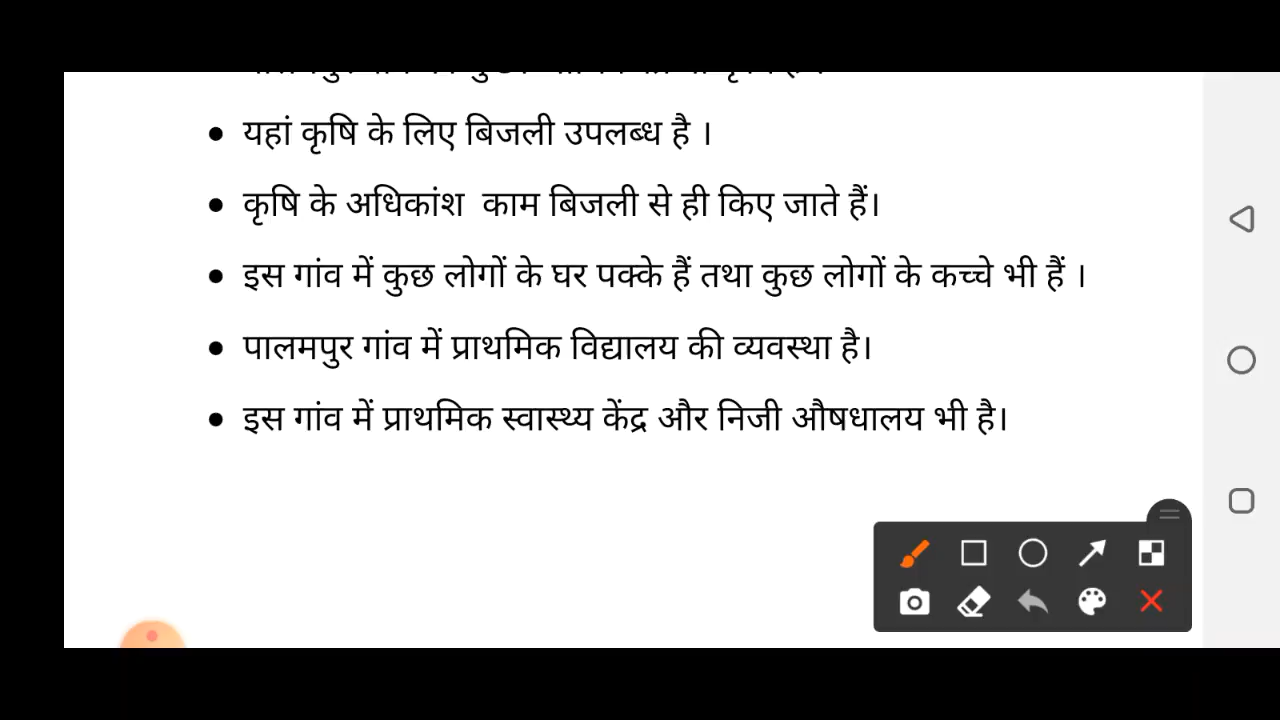 यहां कृषि के लिए बिजली उपलब्ध है ।
कृषि के अधिकांश काम बिजली से ही किए जाते हैं।
इस गांव में कुछ लोगों के घर पक्के हैं तथा कुछ लोगों के कच्चे भी हैं ।
पालमपुर गांव में प्राथमिक विद्यालय की व्यवस्था है।
इस गांव में प्राथमिक स्वास्थ्य केंद्र और निजी औषधालय भी है।